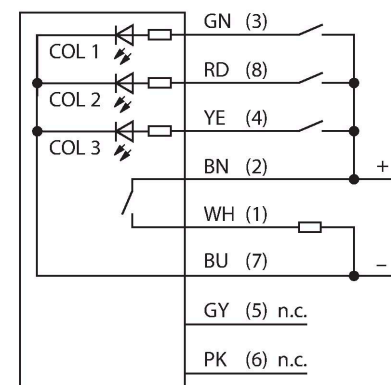 GN (3)
COL 1
RD (8)
COL 2
YE (4)
COL 3
BN (2)
+
WH (1)
BU (7)
–
GY (5) n.c.
PK (6) n.c.